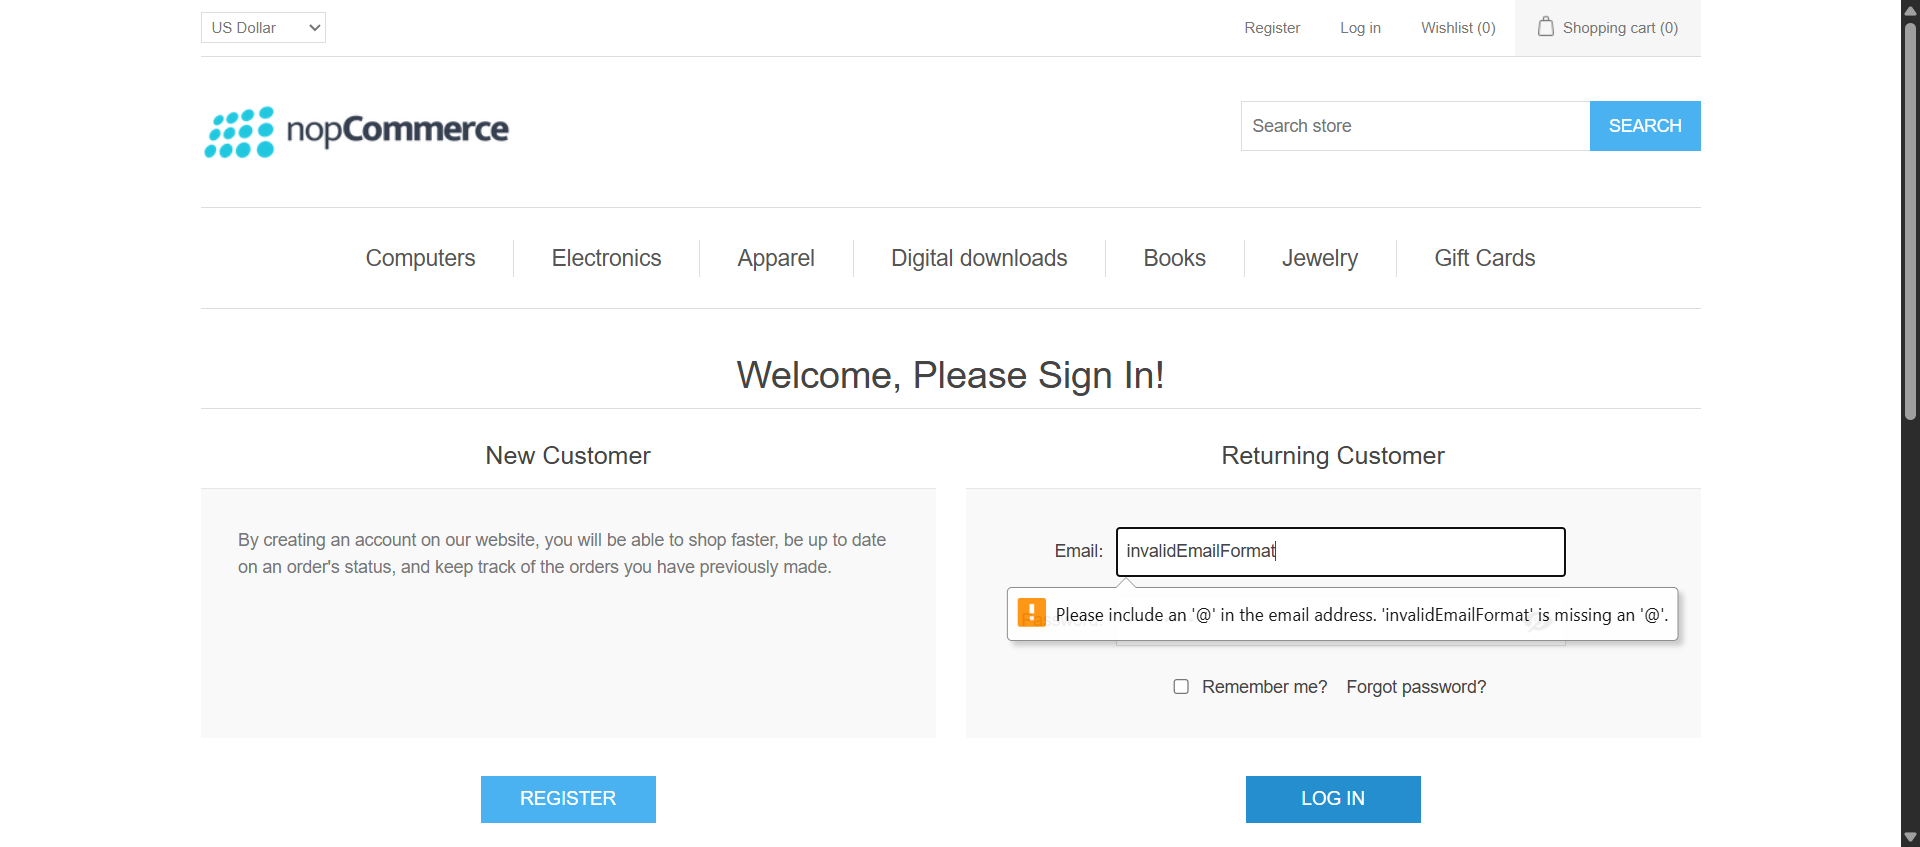 US Dollar
Register
Log in
Wishlist (0)
Shopping cart (0)
nopCommerce
Search store
SEARCH
Computers
Electronics
Apparel
Digital downloads
Books
Jewelry
Gift Cards
Welcome, Please Sign In!
New Customer
By creating an account on our website, you will be able to shop faster, be up to date
on an order's status, and keep track of the orders you have previously made.
REGISTER
Returning Customer
Email:
invalidEmailFormat
Please include an '@' in the email address. 'invalidEmailFormat' is missing an '@'.
Remember me?
Forgot password?
LOG IN